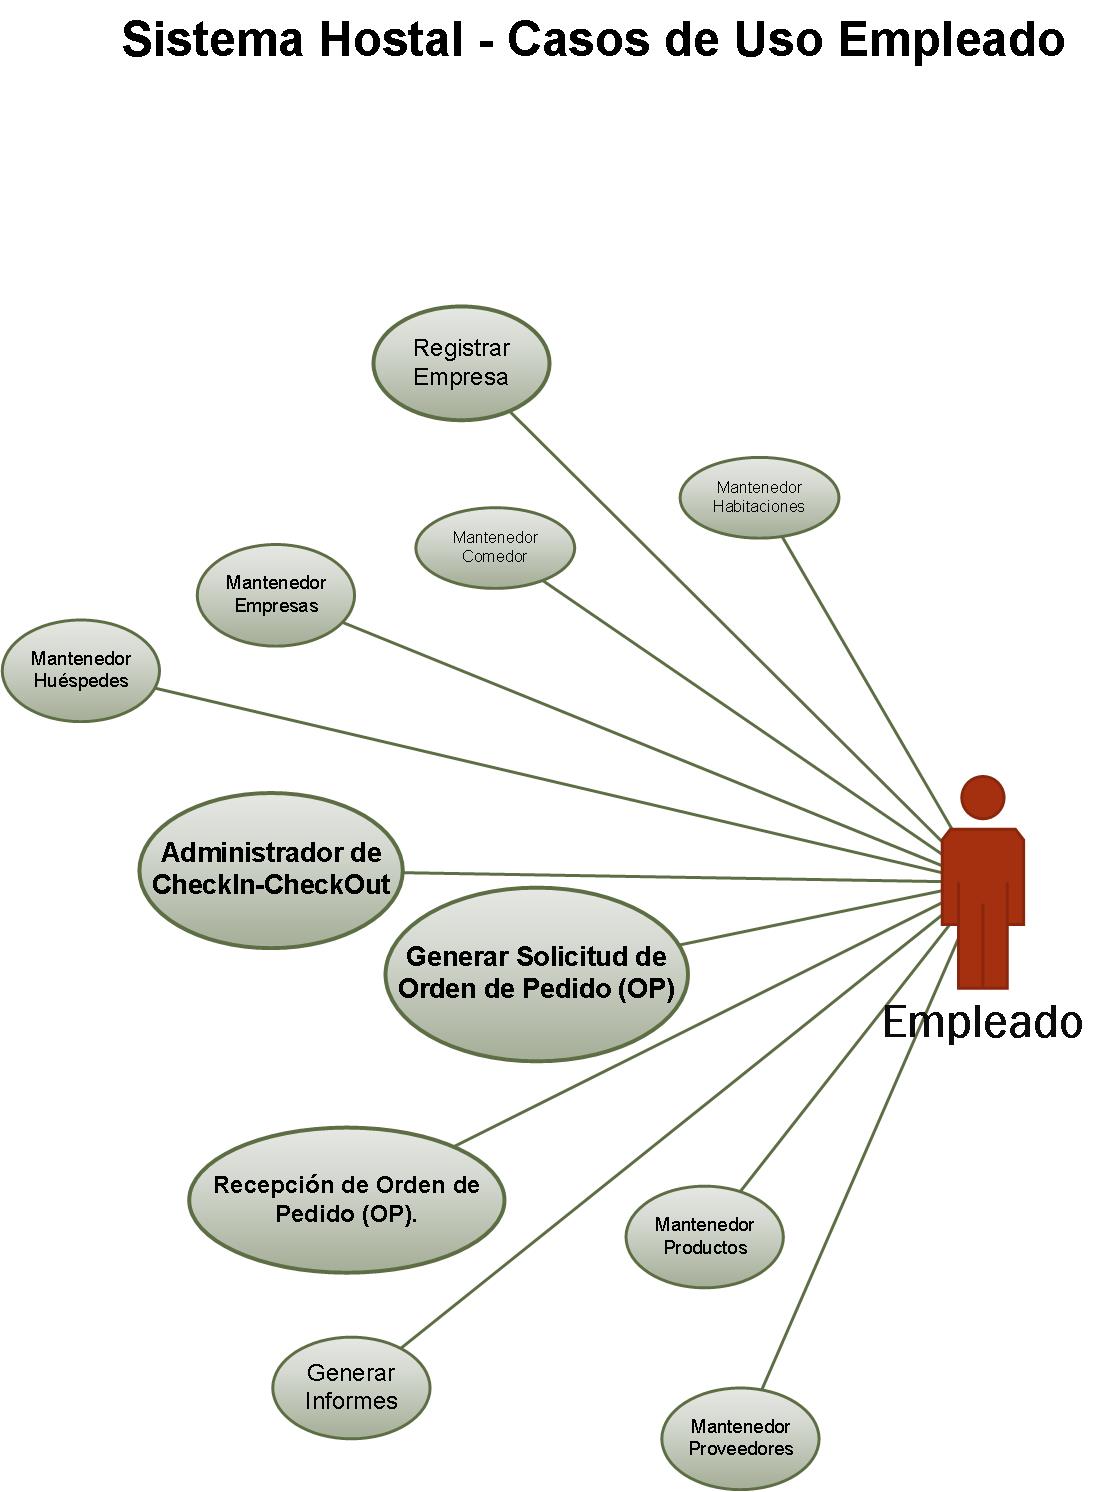 Sistema Hostal - Casos de Uso Empleado
Registrar
Empresa
Mantenedor
Habitaciones
Mantenedor
Comedor
Mantenedor
Empresas
Mantenedor
Huéspedes
Administrador de
CheckIn-CheckOut
Generar Solicitud de
Orden de Pedido (OP)
Empleado
Recepción de Orden de
Pedido (OP).
Mantenedor
Productos
Generar
Informes
Mantenedor
Proveedores